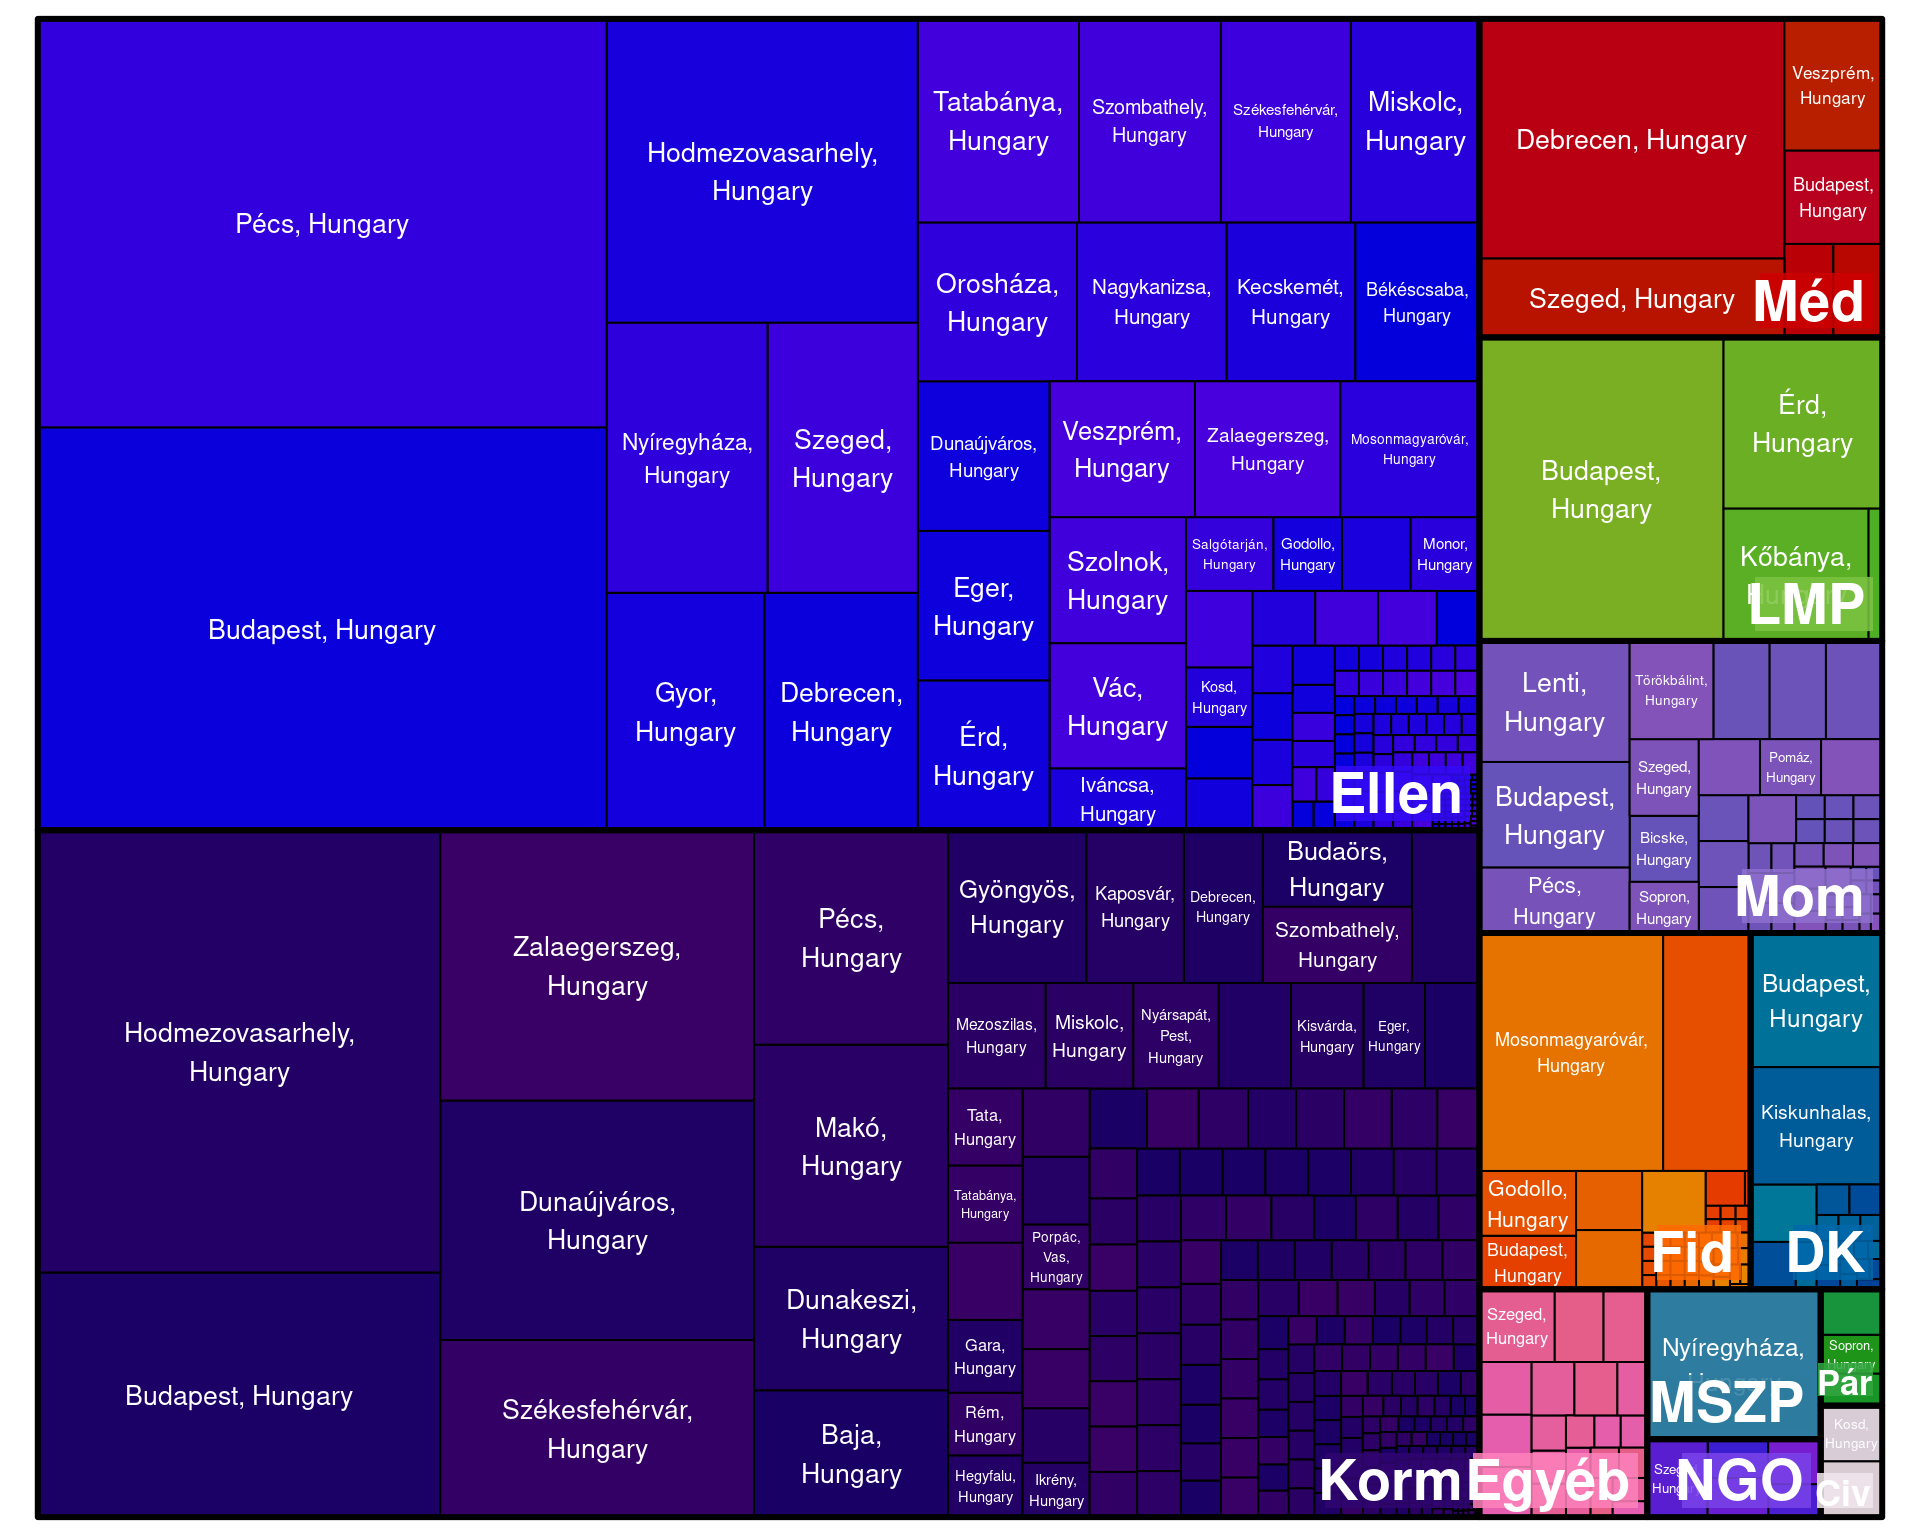 Pécs, Hungary
Budapest, Hungary
Hodmezovasarhely,
Hungary
Nyíregyháza,
Hungary
Szeged,
Hungary
Gyor,
Hungary
Debrecen,
Hungary
Tatabánya,
Hungary
Szombathely,
Hungary
Székesfehérvár,
Hungary
Miskolc,
Hungary
Orosháza,
Hungary
Nagykanizsa,
Hungary
Kecskemét,
Hungary
Békéscsaba,
Hungary
Dunaújváros,
Hungary
Eger,
Hungary
Érd,
Hungary
Veszprém,
Hungary
Zalaegerszeg,
Hungary
Mosonmagyaróvár,
Hungary
Szolnok,
Hungary
Vác,
Hungary
Iváncsa,
Hungary
Salgótarján,
Hungary
Godollo,
Hungary
Monor,
Hungary
Kosd,
Hungary
Ellen
Hodmezovasarhely,
Hungary
Budapest, Hungary
Zalaegerszeg,
Hungary
Dunaújváros,
Hungary
Székesfehérvár,
Hungary
Pécs,
Hungary
Makó,
Hungary
Dunakeszi,
Hungary
Baja,
Hungary
Gyöngyös,
Hungary
Kaposvár,
Hungary
Debrecen,
Hungary
Budaörs,
Hungary
Szombathely,
Hungary
Mezoszilas,
Hungary
Miskolc,
Hungary
Nyársapát,
Pest,
Hungary
Kisvárda,
Hungary
Eger,
Hungary
Tata,
Hungary
Tatabánya,
Hungary
Porpác,
Vas,
Hungary
Gara,
Hungary
Rém,
Hungary
Hegyfalu,
Hungary
Ikrény,
Hungary
Korm
Debrecen, Hungary
Szeged, Hungary
Veszprém,
Hungary
Budapest,
Hungary
Méd
Budapest,
Hungary
Érd,
Hungary
Kőbánya,
LMP
Lenti,
Hungary
Budapest,
Hungary
Pécs,
Hungary
Törökbálint,
Hungary
Szeged,
Hungary
Pomáz,
Hungary
Bicske,
Hungary
Sopron,
Hungary
Mom
Mosonmagyaróvár,
Hungary
Godollo,
Hungary
Budapest,
Hungary
Fid
Budapest,
Hungary
Kiskunhalas,
Hungary
DK
Szeged,
Hungary
Egyéb
Nyíregyháza,
MSZP
NGO
Sopron,
Pár
Kosd,
Hungary
Civ